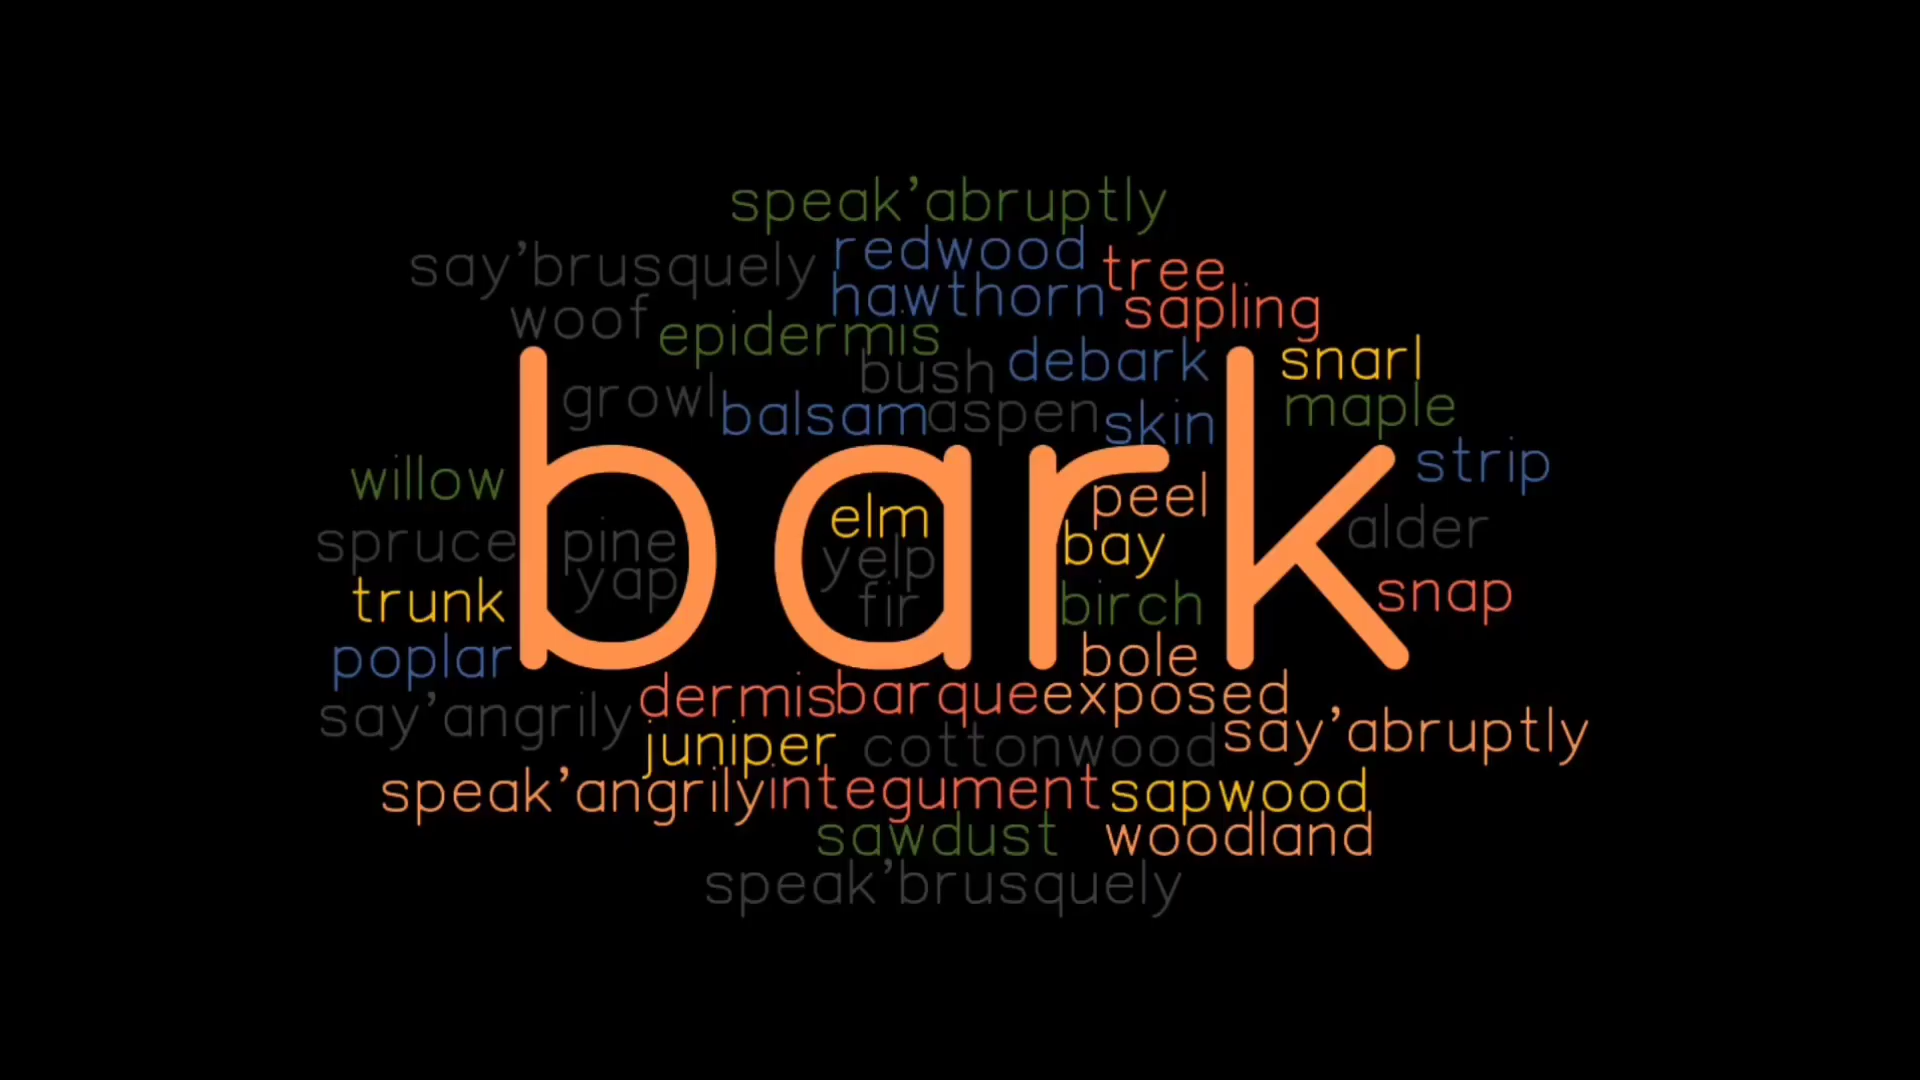 speak'abruptly
redwood
say'brusquely
tree
hawthorn
sapling
woof
epidermis
bush
debark
snarl
growl
balsam
aspen
skin
maple
bark
strip
willow
peel
elm
alder
spruce
pine
bay
yelp
yap
snap
trunk
fir
birch
poplar
bole
dermis
barque
exposed
say'angrily
say'abruptly
juniper
cottonwood
speak'angrily
integument
sapwood
sawdust
woodland
speak'brusquely